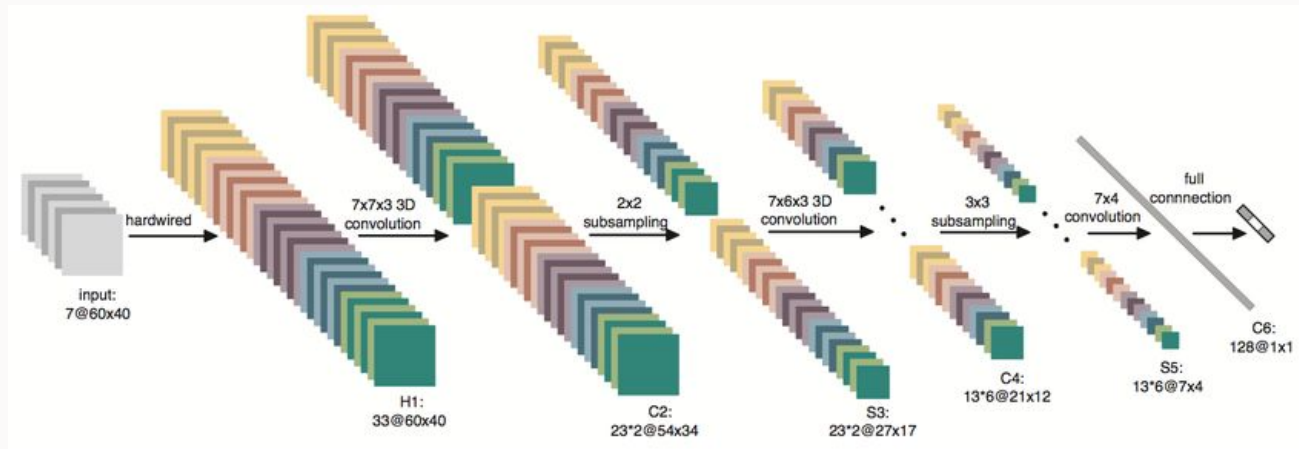 input:
7@60x40
hardwired
H1:
33@60x40
7x7x3 3D
convolution
C2:
23*2@54x34
2x2
subsampling
S3:
23*2@27x17
7x6x3 3D
convolution
C4:
13*6@21x12
3x3
subsampling
S5:
13*6@7x4
7x4
convolution
C6:
128@1x1
full
connnection